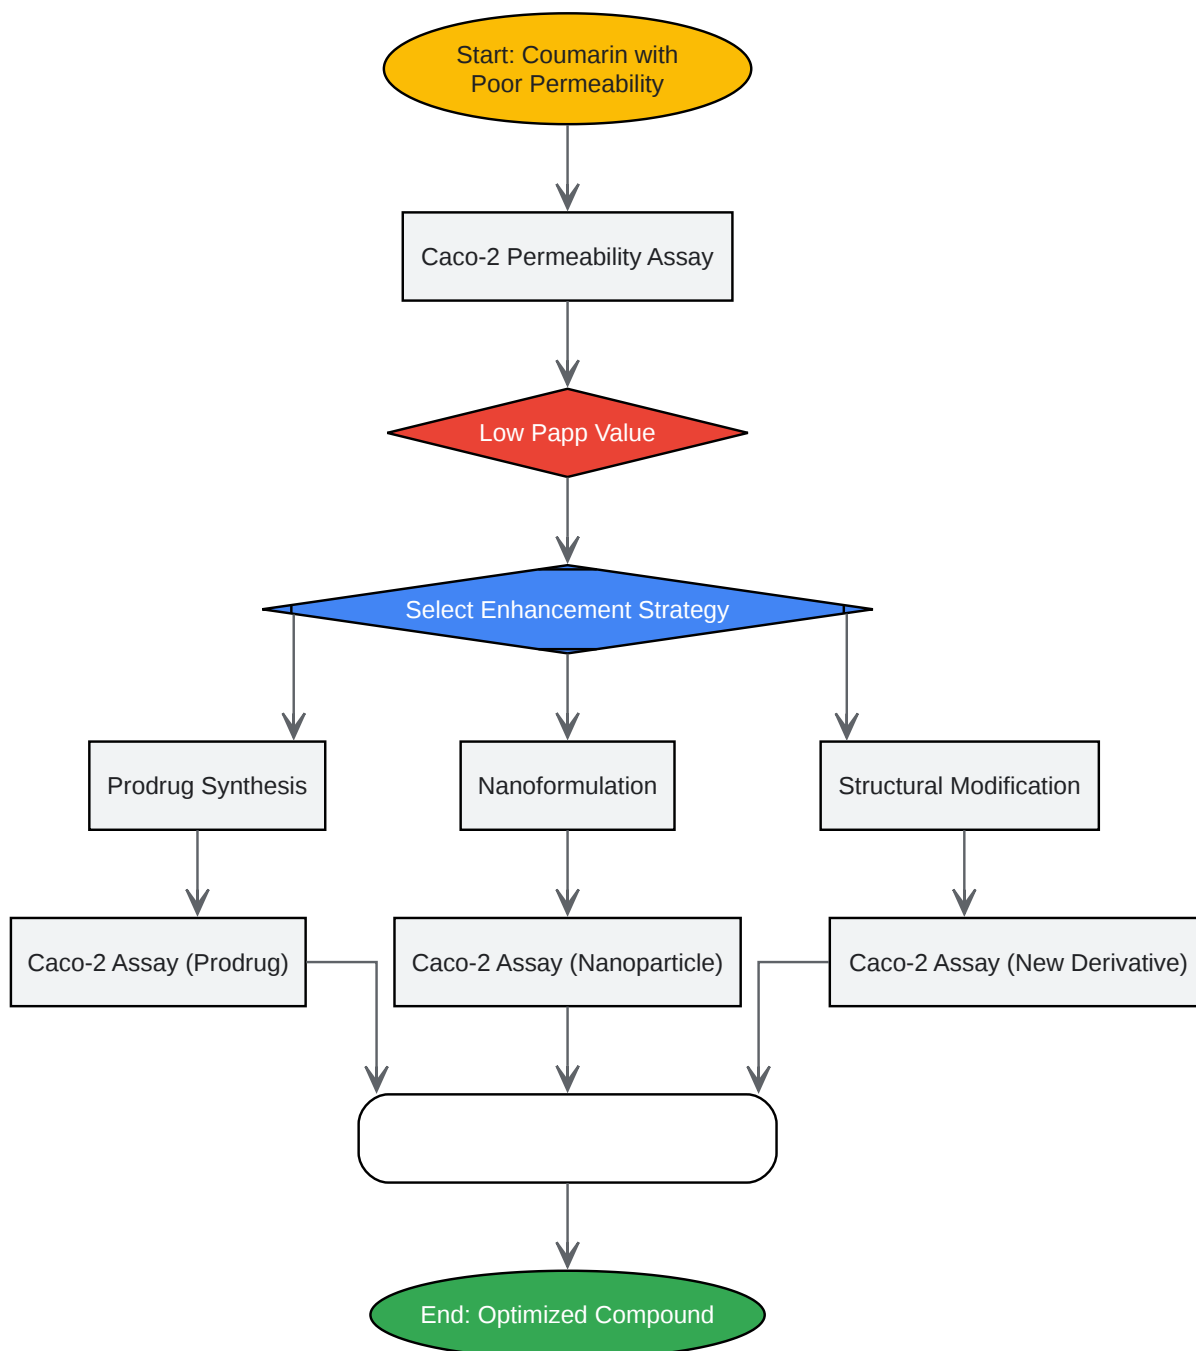 Start: Coumarin with
Poor Permeability
Caco-2 Permeability Assay
Low Papp Value
Select Enhancement Strategy
Prodrug Synthesis
Nanoformulation
Structural Modification
Caco-2 Assay (Prodrug)
Caco-2 Assay (Nanoparticle)
Caco-2 Assay (New Derivative)
End: Optimized Compound